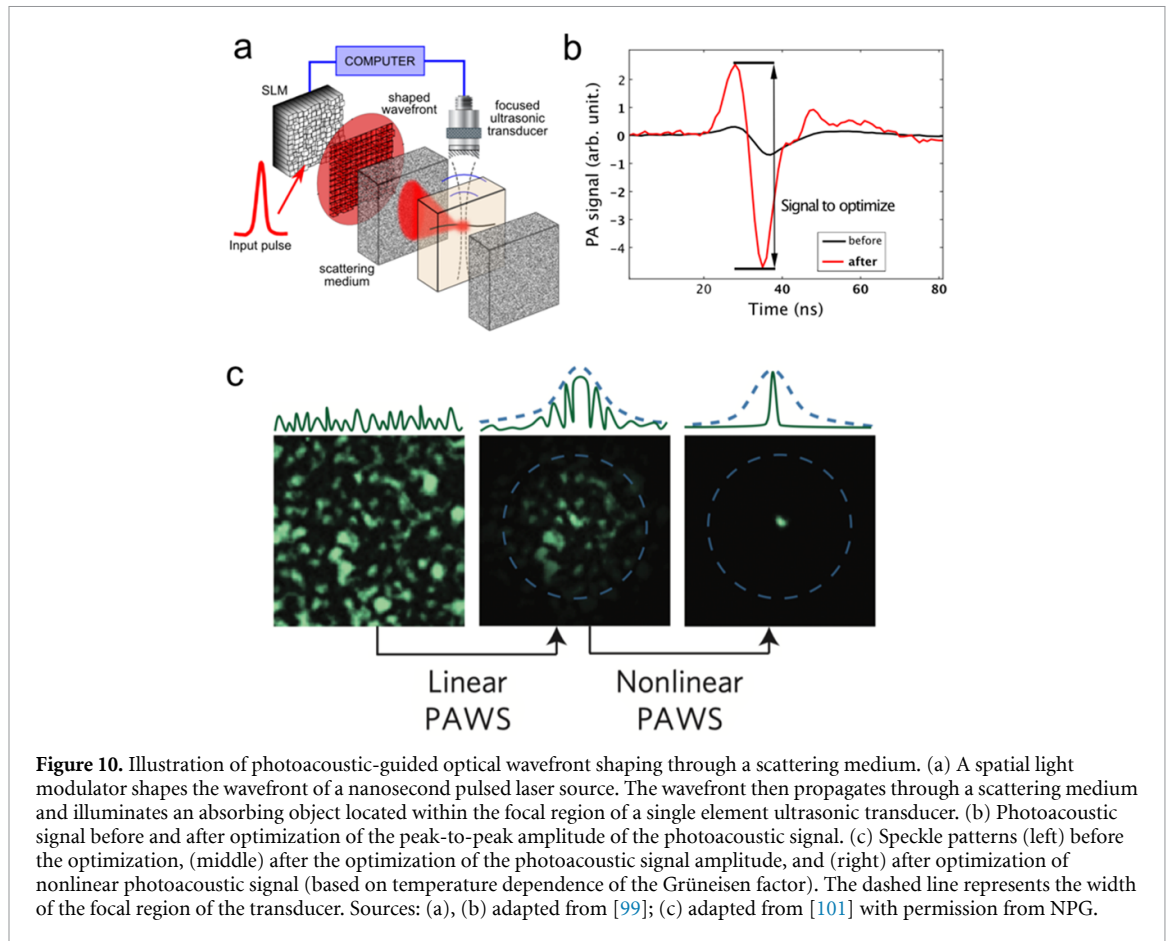 a
COMPUTER
SLM
shaped
wavefront
focused
ultrasonic
transducer
Input pulse
scattering
medium
b
PA signal (arb. unit.)
2
1
0
-1
-2
-3
-4
Signal to optimize
before
after
20
40
60
80
Time (ns)
c
Linear
PAWS
Nonlinear
PAWS
Figure 10. Illustration of photoacoustic-guided optical wavefront shaping through a scattering medium. (a) A spatial light
modulator shapes the wavefront of a nanosecond pulsed laser source. The wavefront then propagates through a scattering medium
and illuminates an absorbing object located within the focal region of a single element ultrasonic transducer. (b) Photoacoustic
signal before and after optimization of the peak-to-peak amplitude of the photoacoustic signal. (c) Speckle patterns (left) before
the optimization, (middle) after the optimization of the photoacoustic signal amplitude, and (right) after optimization of
nonlinear photoacoustic signal (based on temperature dependence of the Grüneisen factor). The dashed line represents the width
of the focal region of the transducer. Sources: (a), (b) adapted from [99]; (c) adapted from [101] with permission from NPG.